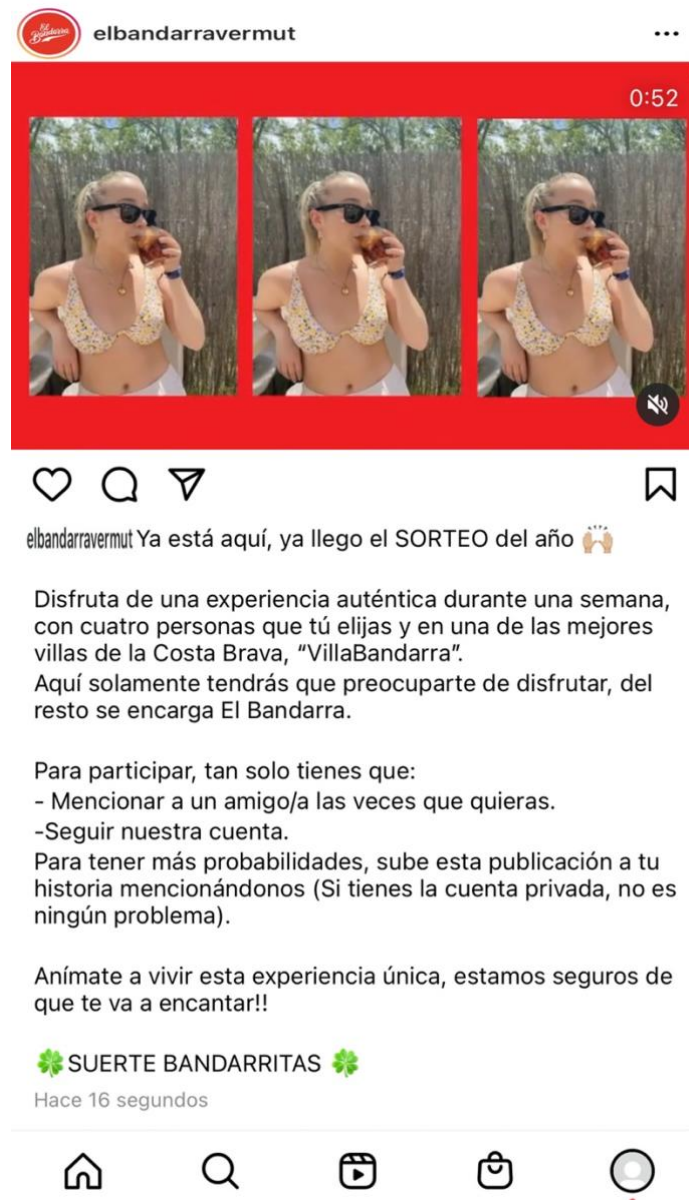 El Bandarra
elbandarravermut
0:52
elbandarravermut Ya está aquí, ya llego el SORTEO del año 🙌🏼
Disfruta de una experiencia auténtica durante una semana,
con cuatro personas que tú elijas y en una de las mejores
villas de la Costa Brava, “VillaBandarra”.
Aquí solamente tendrás que preocuparte de disfrutar, del
resto se encarga El Bandarra.
Para participar, tan solo tienes que:
- Mencionar a un amigo/a las veces que quieras.
-Seguir nuestra cuenta.
Para tener más probabilidades, sube esta publicación a tu
historia mencionándonos (Si tienes la cuenta privada, no es
ningún problema).
Anímate a vivir esta experiencia única, estamos seguros de
que te va a encantar!!
🍀SUERTE BANDARRITAS 🍀
Hace 16 segundos